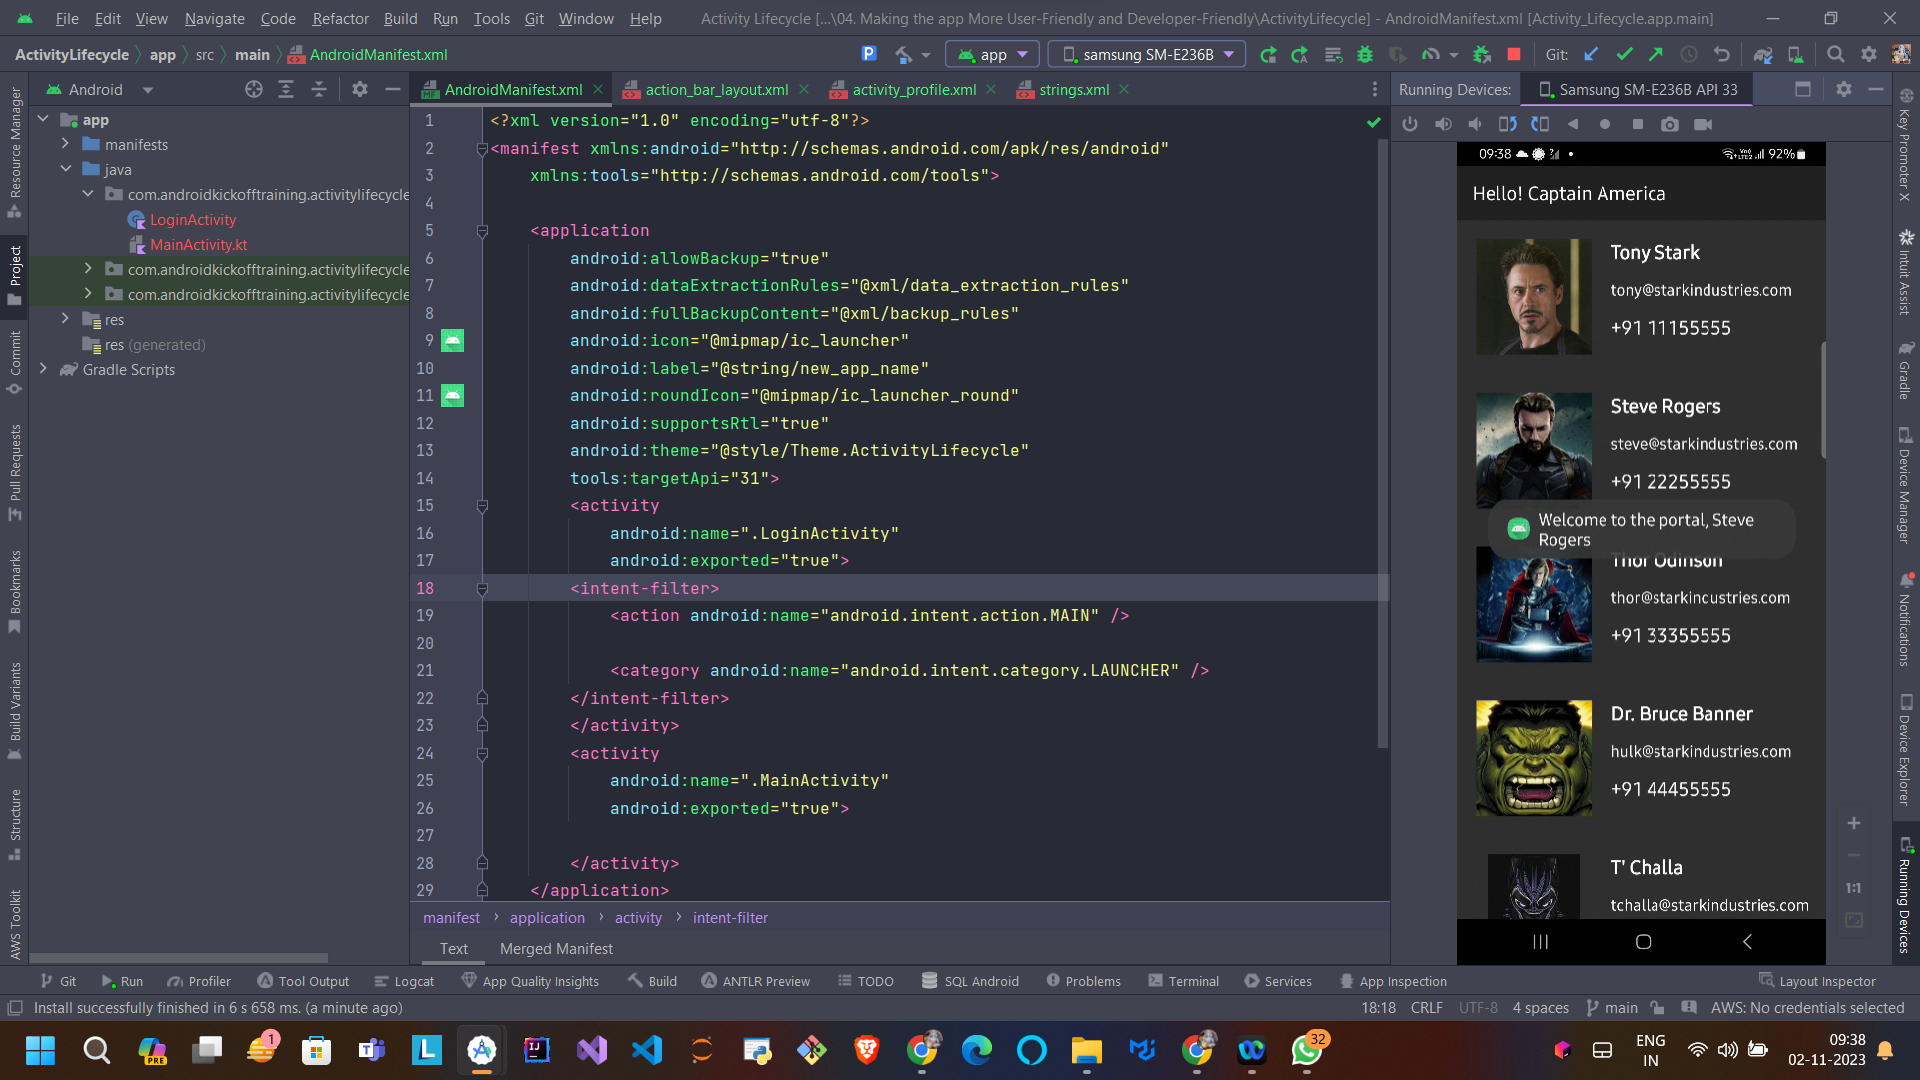 File Edit View Navigate Code Refactor Build Run Tools Git Window Help
Activity Lifecycle [...\04. Making the app More User-Friendly and Developer-Friendly\ActivityLifecycle] - AndroidManifest.xml [Activity_Lifecycle.app.main]
ActivityLifecycle app src main AndroidManifest.xml
app samsung SM-E236B Git:
Android
AndroidManifest.xml action_bar_layout.xml activity_profile.xml strings.xml
Running Devices: Samsung SM-E236B API 33
app
manifests
java
com.androidkickofftraining.activitylifecycle
LoginActivity
MainActivity.kt
com.androidkickofftraining.activitylifecycle
com.androidkickofftraining.activitylifecycle
res
res (generated)
Gradle Scripts
Resource Manager
Project
Commit
Pull Requests
Bookmarks
Build Variants
Structure
AWS Toolkit
1 <?xml version="1.0" encoding="utf-8"?>
2 <manifest xmlns:android="http://schemas.android.com/apk/res/android"
3 xmlns:tools="http://schemas.android.com/tools">
4
5 <application
6 android:allowBackup="true"
7 android:dataExtractionRules="@xml/data_extraction_rules"
8 android:fullBackupContent="@xml/backup_rules"
9 android:icon="@mipmap/ic_launcher"
10 android:label="@string/new_app_name"
11 android:roundIcon="@mipmap/ic_launcher_round"
12 android:supportsRtl="true"
13 android:theme="@style/Theme.ActivityLifecycle"
14 tools:targetApi="31">
15 <activity
16 android:name=".LoginActivity"
17 android:exported="true">
18 <intent-filter>
19 <action android:name="android.intent.action.MAIN" />
20
21 <category android:name="android.intent.category.LAUNCHER" />
22 </intent-filter>
23 </activity>
24 <activity
25 android:name=".MainActivity"
26 android:exported="true">
27
28 </activity>
29 </application>
manifest application activity intent-filter
Text Merged Manifest
09:38 92%
Hello! Captain America
Tony Stark
tony@starkindustries.com
+91 11155555
Steve Rogers
steve@starkindustries.com
+91 22255555
Welcome to the portal, Steve
Rogers
Thor Odinson
thor@starkincustries.com
+91 33355555
Dr. Bruce Banner
hulk@starkindustries.com
+91 44455555
T' Challa
tchalla@starkindustries.com
1:1
Key Promoter X
Intuit Assist
Gradle
Device Manager
Notifications
Device Explorer
Running Devices
Git Run Profiler Tool Output Logcat App Quality Insights Build ANTLR Preview TODO SQL Android Problems Terminal Services App Inspection Layout Inspector
Install successfully finished in 6 s 658 ms. (a minute ago)
18:18 CRLF UTF-8 4 spaces main AWS: No credentials selected
PRE
1
32
ENG
IN
09:38
02-11-2023